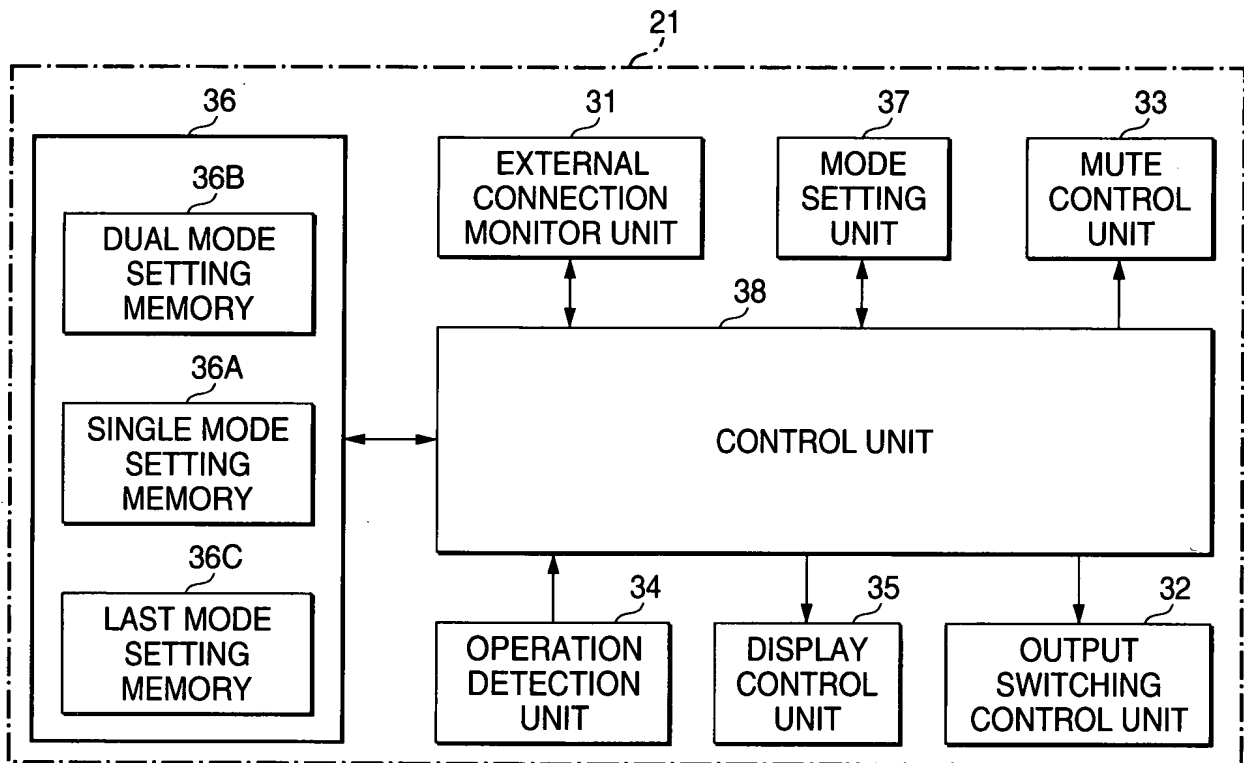 21
36
36B
DUAL MODE
SETTING
MEMORY
36A
SINGLE MODE
SETTING
MEMORY
36C
LAST MODE
SETTING
MEMORY
31
EXTERNAL
CONNECTION
MONITOR UNIT
37
MODE
SETTING
UNIT
33
MUTE
CONTROL
UNIT
38
CONTROL UNIT
34
OPERATION
DETECTION
UNIT
35
DISPLAY
CONTROL
UNIT
32
OUTPUT
SWITCHING
CONTROL UNIT